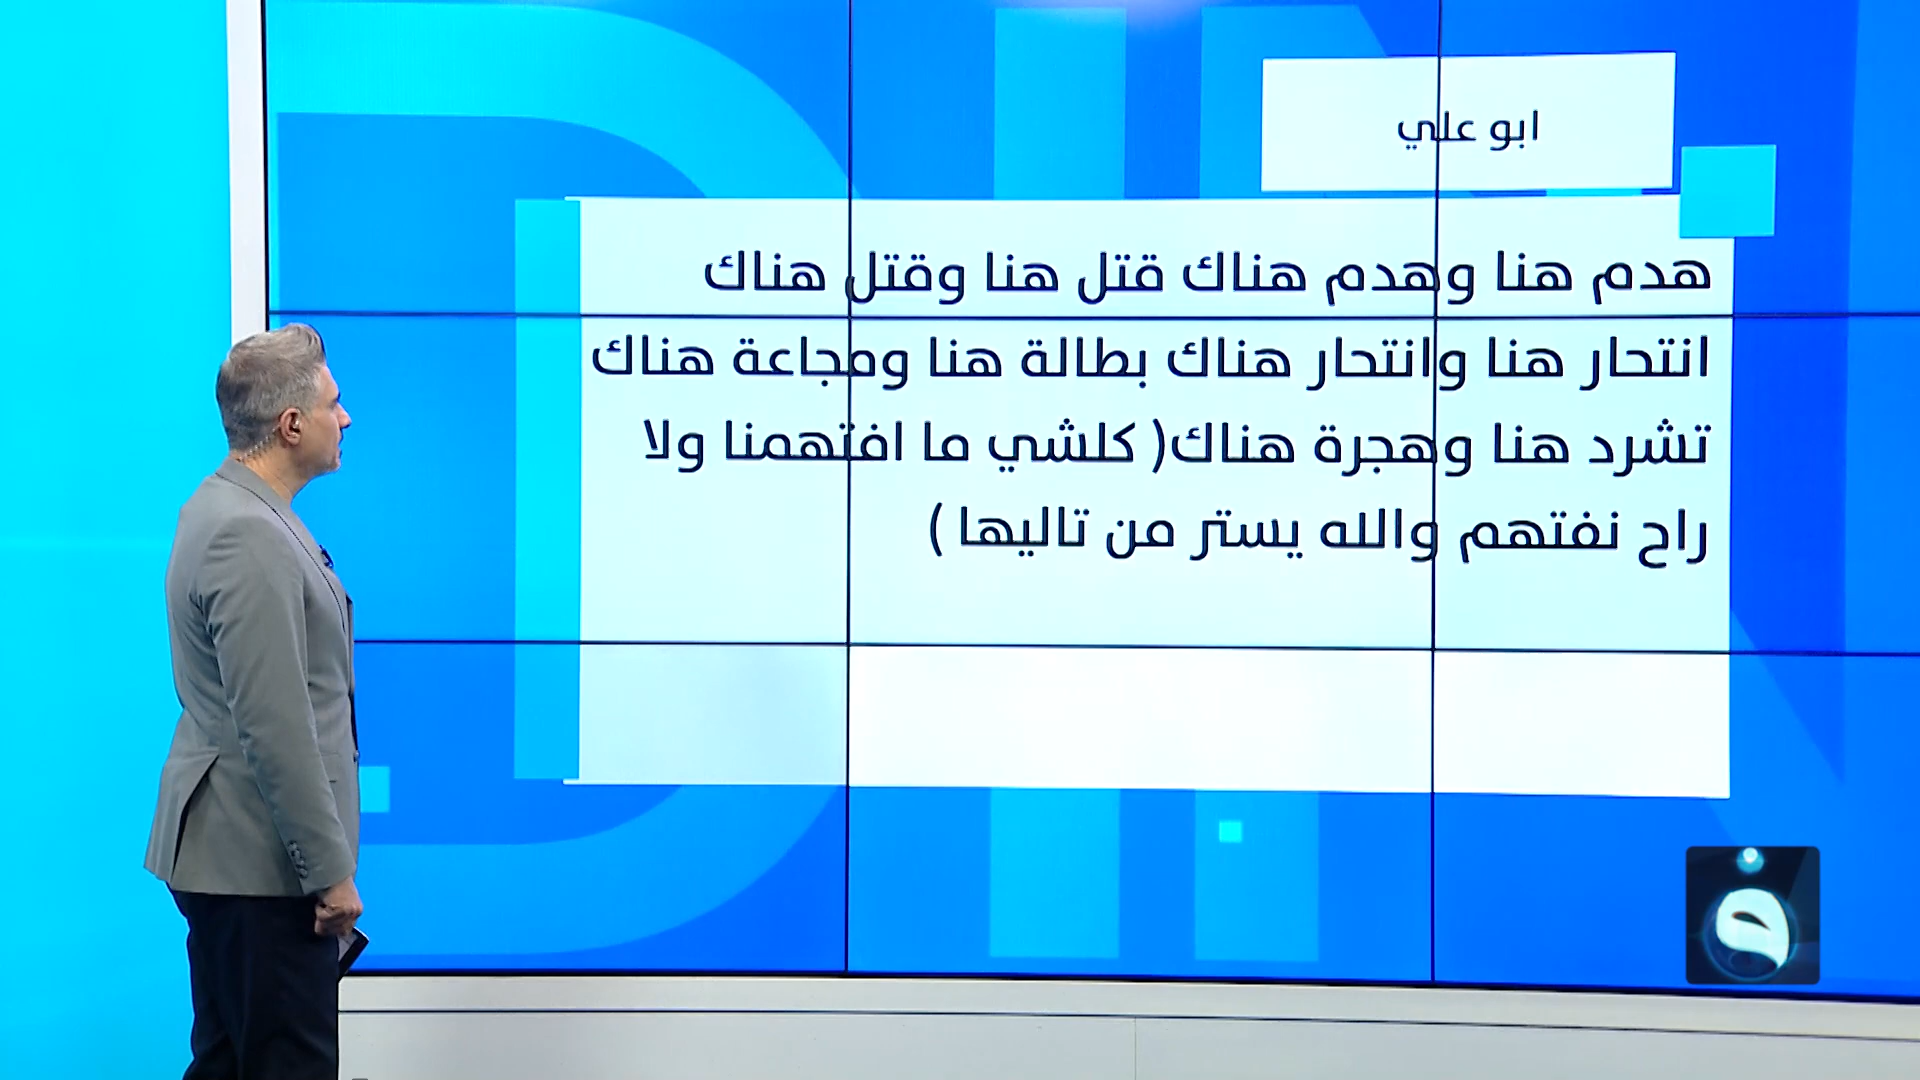 ابو علي
هدم هنا وهدم هناك قتل هنا وقتل هناك
انتحار هنا وانتحار هناك بطالة هنا ومجاعة هناك
تشرد هنا وهجرة هناك( كلشي ما افتهمنا ولا
راح نفتهم والله يستر من تاليها )